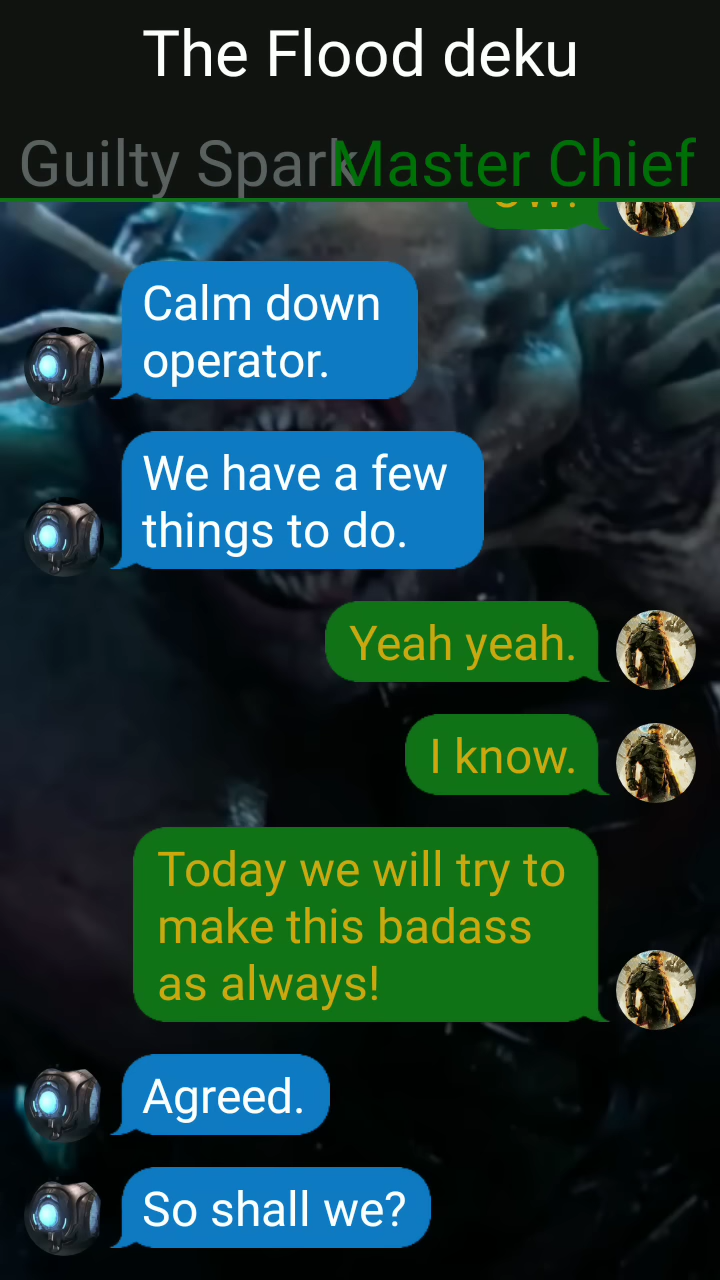 The Flood deku
Guilty Spark Master Chief
Calm down
operator.
We have a few
things to do.
Yeah yeah.
I know.
Today we will try to
make this badass
as always!
Agreed.
So shall we?